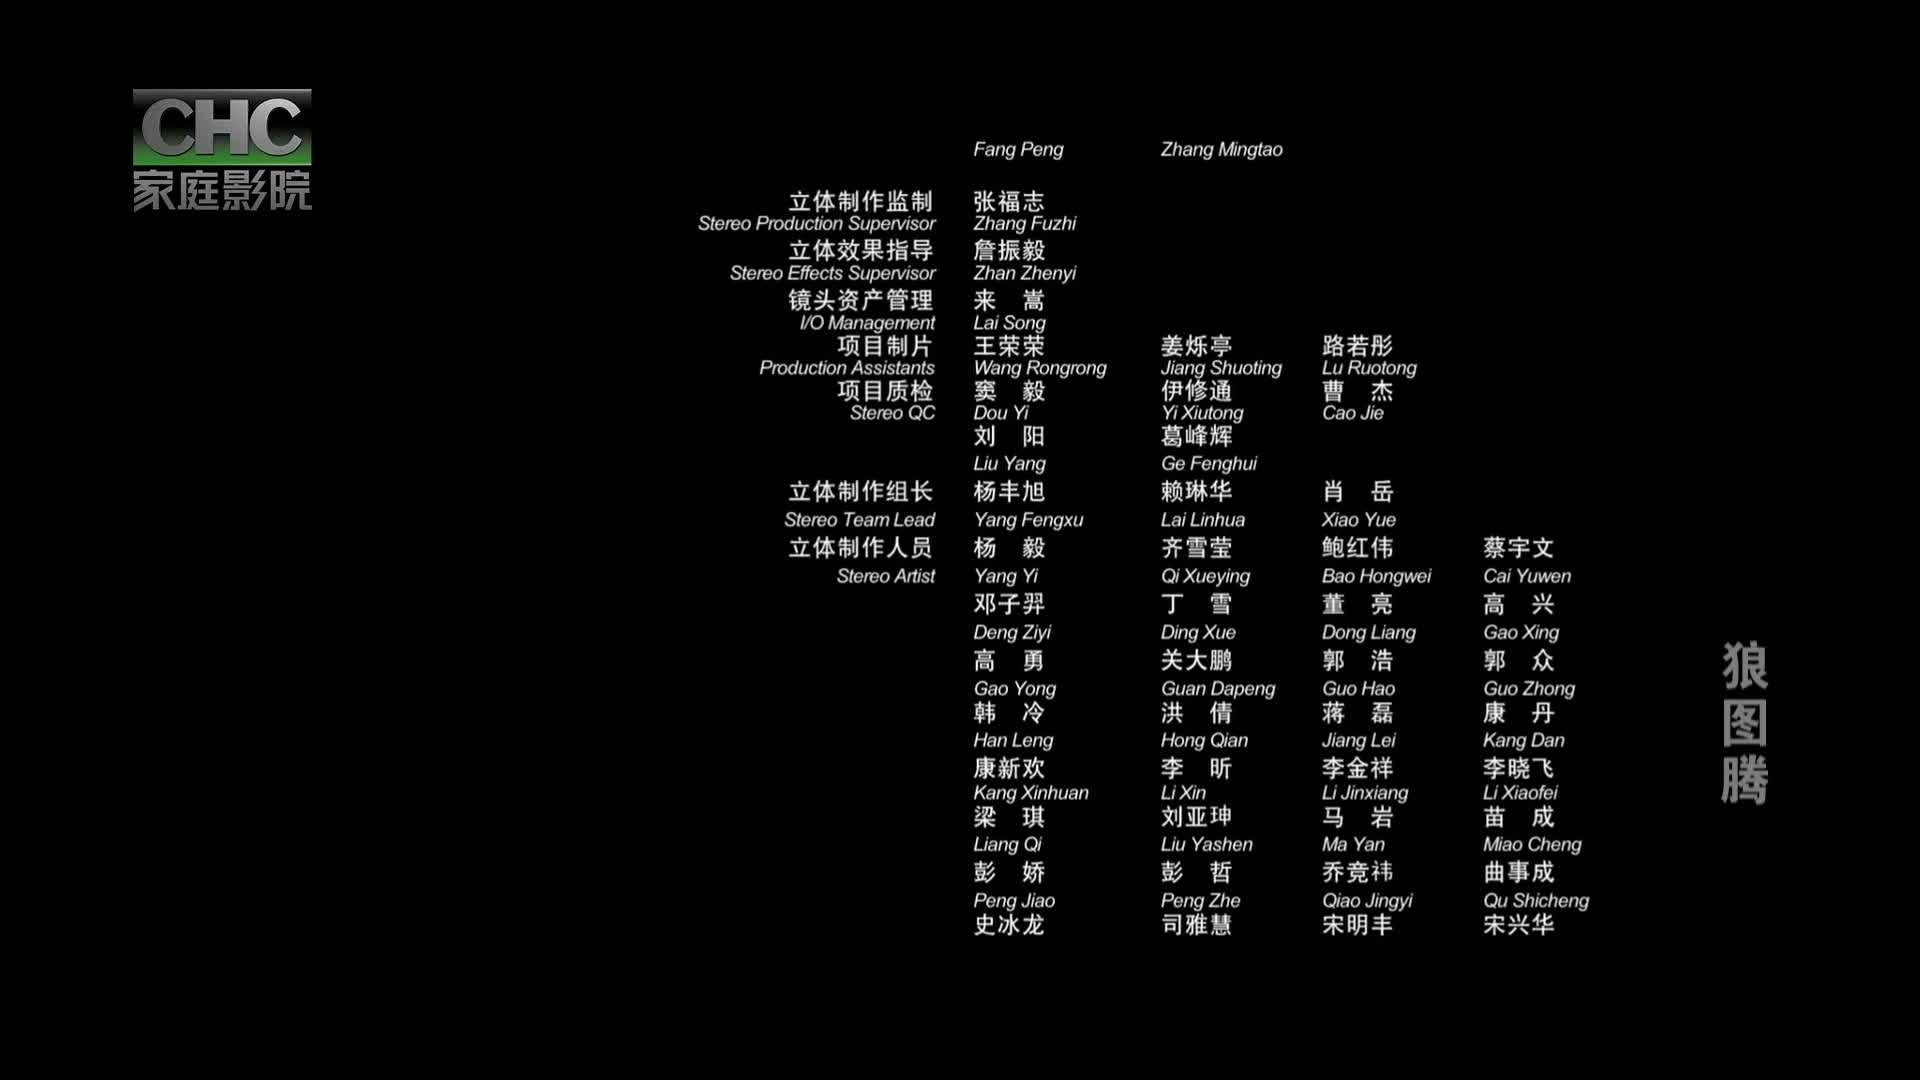 CHC
家庭影院
Fang Peng Zhang Mingtao
立体制作监制 张福志
Stereo Production Supervisor Zhang Fuzhi
立体效果指导 詹振毅
Stereo Effects Supervisor Zhan Zhenyi
镜头资产管理 来 嵩
I/O Management Lai Song
项目制片 王荣荣 姜烁亭 路若彤
Production Assistants Wang Rongrong Jiang Shuoting Lu Ruotong
项目质检 窦 毅 伊修通 曹 杰
Stereo QC Dou Yi Yi Xiutong Cao Jie
刘 阳 葛峰辉
Liu Yang Ge Fenghui
立体制作组长 杨丰旭 赖琳华 肖 岳
Stereo Team Lead Yang Fengxu Lai Linhua Xiao Yue
立体制作人员 杨 毅 齐雪莹 鲍红伟 蔡宇文
Stereo Artist Yang Yi Qi Xueying Bao Hongwei Cai Yuwen
邓子羿 丁 雪 董 亮 高 兴
Deng Ziyi Ding Xue Dong Liang Gao Xing
高 勇 关大鹏 郭 浩 郭 众
Gao Yong Guan Dapeng Guo Hao Guo Zhong
韩 冷 洪 倩 蒋 磊 康 丹
Han Leng Hong Qian Jiang Lei Kang Dan
康新欢 李 昕 李金祥 李晓飞
Kang Xinhuan Li Xin Li Jinxiang Li Xiaofei
梁 琪 刘亚珅 马 岩 苗 成
Liang Qi Liu Yashen Ma Yan Miao Cheng
彭 娇 彭 哲 乔竞祎 曲事成
Peng Jiao Peng Zhe Qiao Jingyi Qu Shicheng
史冰龙 司雅慧 宋明丰 宋兴华
狼图腾